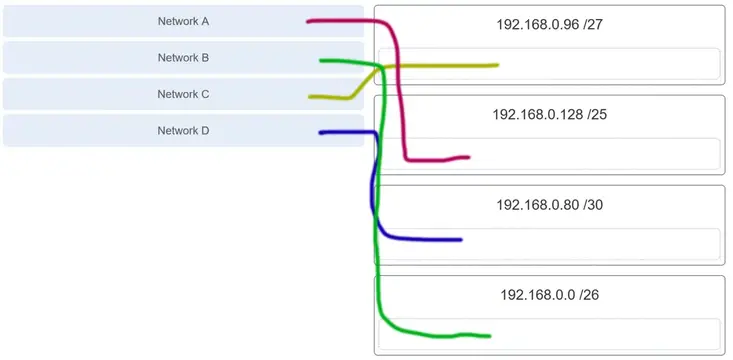 Network A
Network B
Network C
Network D
192.168.0.96 /27
192.168.0.128 /25
192.168.0.80 /30
192.168.0.0 /26